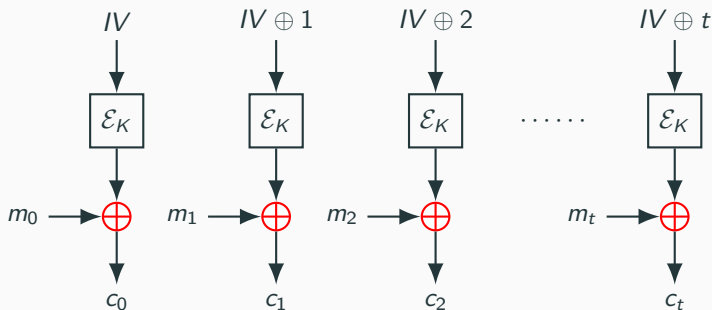 IV IV ⊕ 1 IV ⊕ 2 IV ⊕ t
ℰ_K ℰ_K ℰ_K ...... ℰ_K
m_0 m_1 m_2 m_t
c_0 c_1 c_2 c_t